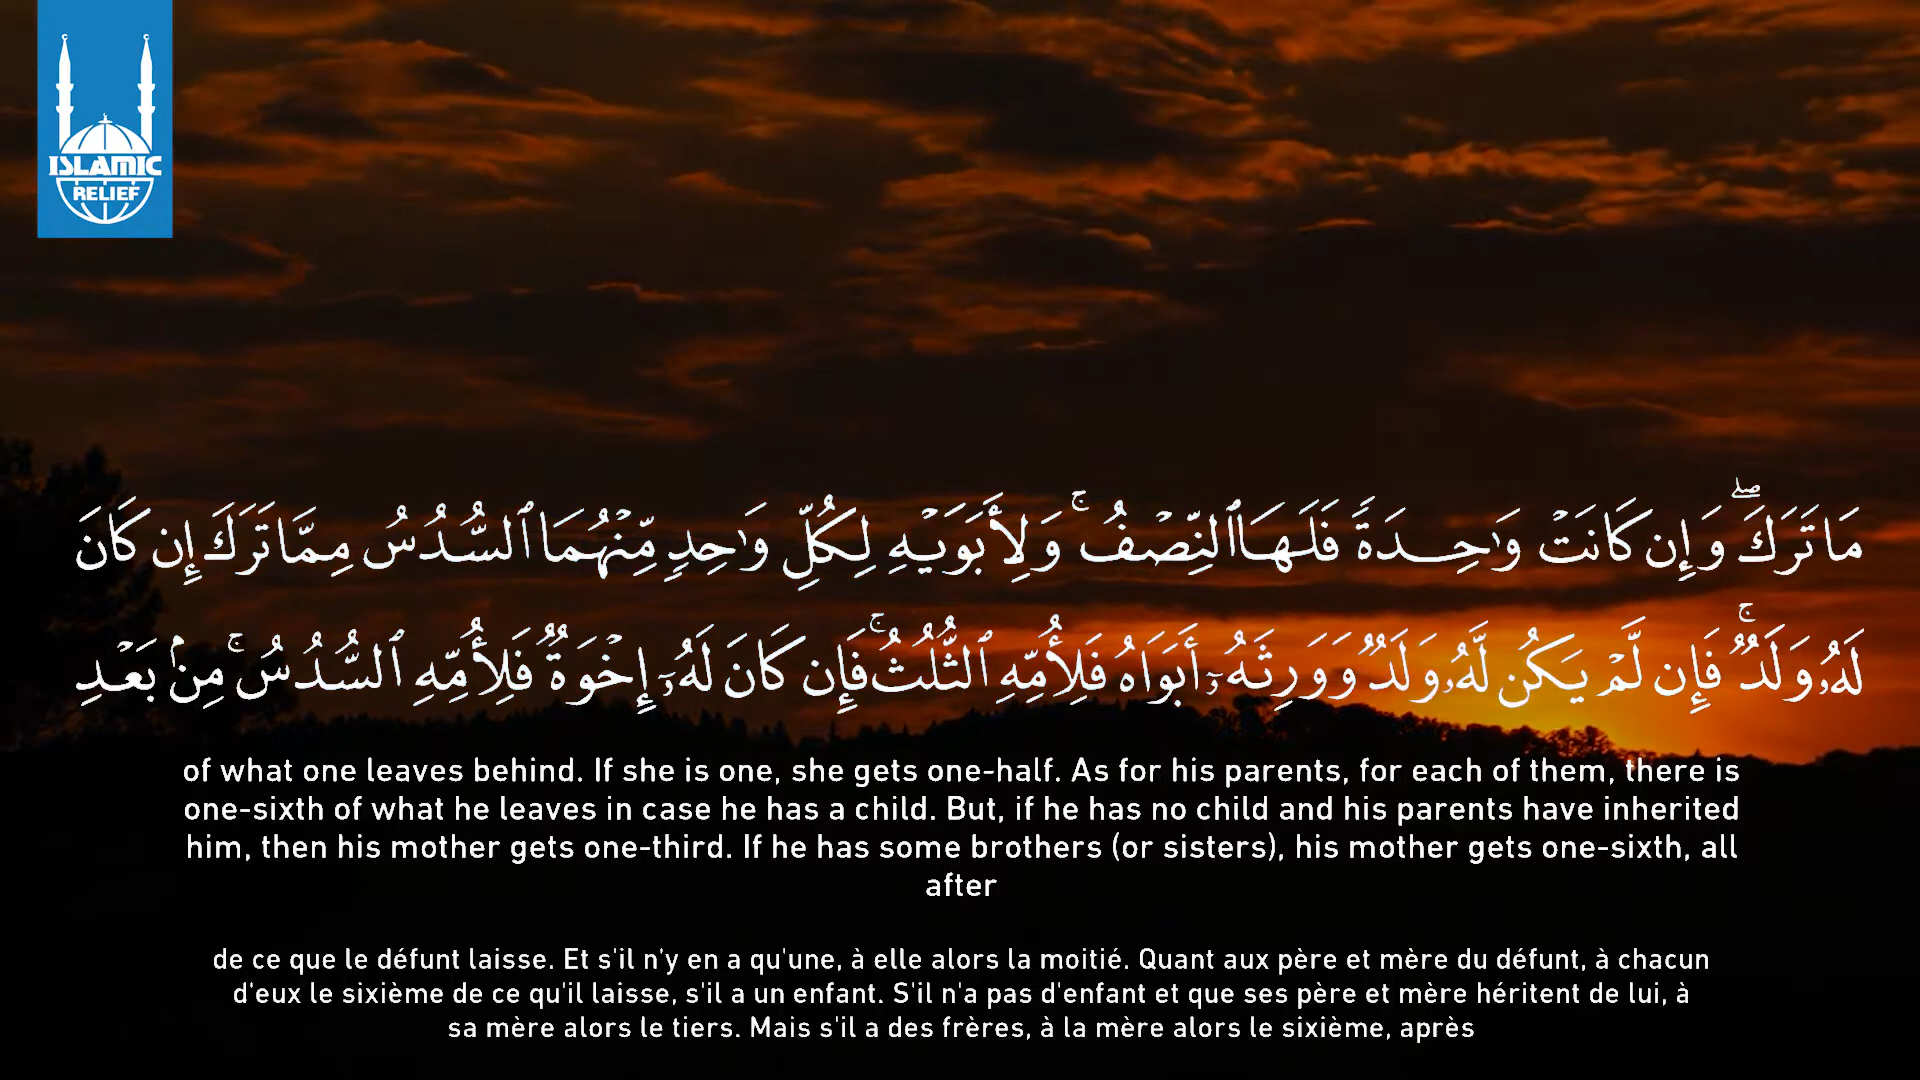 ISLAMIC
RELIEF
مَا تَرَكَۖ وَإِن كَانَتْ وَٰحِدَةً فَلَهَا ٱلنِّصْفُۚ وَلِأَبَوَيْهِ لِكُلِّ وَٰحِدٍ مِّنْهُمَا ٱلسُّدُسُ مِمَّا تَرَكَ إِن كَانَ
لَهُۥ وَلَدٌۚ فَإِن لَّمْ يَكُن لَّهُۥ وَلَدٌ وَوَرِثَهُۥٓ أَبَوَاهُ فَلِأُمِّهِ ٱلثُّلُثُۚ فَإِن كَانَ لَهُۥٓ إِخْوَةٌ فَلِأُمِّهِ ٱلسُّدُسُۚ مِنۢ بَعْدِ
of what one leaves behind. If she is one, she gets one-half. As for his parents, for each of them, there is
one-sixth of what he leaves in case he has a child. But, if he has no child and his parents have inherited
him, then his mother gets one-third. If he has some brothers (or sisters), his mother gets one-sixth, all
after
de ce que le défunt laisse. Et s'il n'y en a qu'une, à elle alors la moitié. Quant aux père et mère du défunt, à chacun
d'eux le sixième de ce qu'il laisse, s'il a un enfant. S'il n'a pas d'enfant et que ses père et mère héritent de lui, à
sa mère alors le tiers. Mais s'il a des frères, à la mère alors le sixième, après